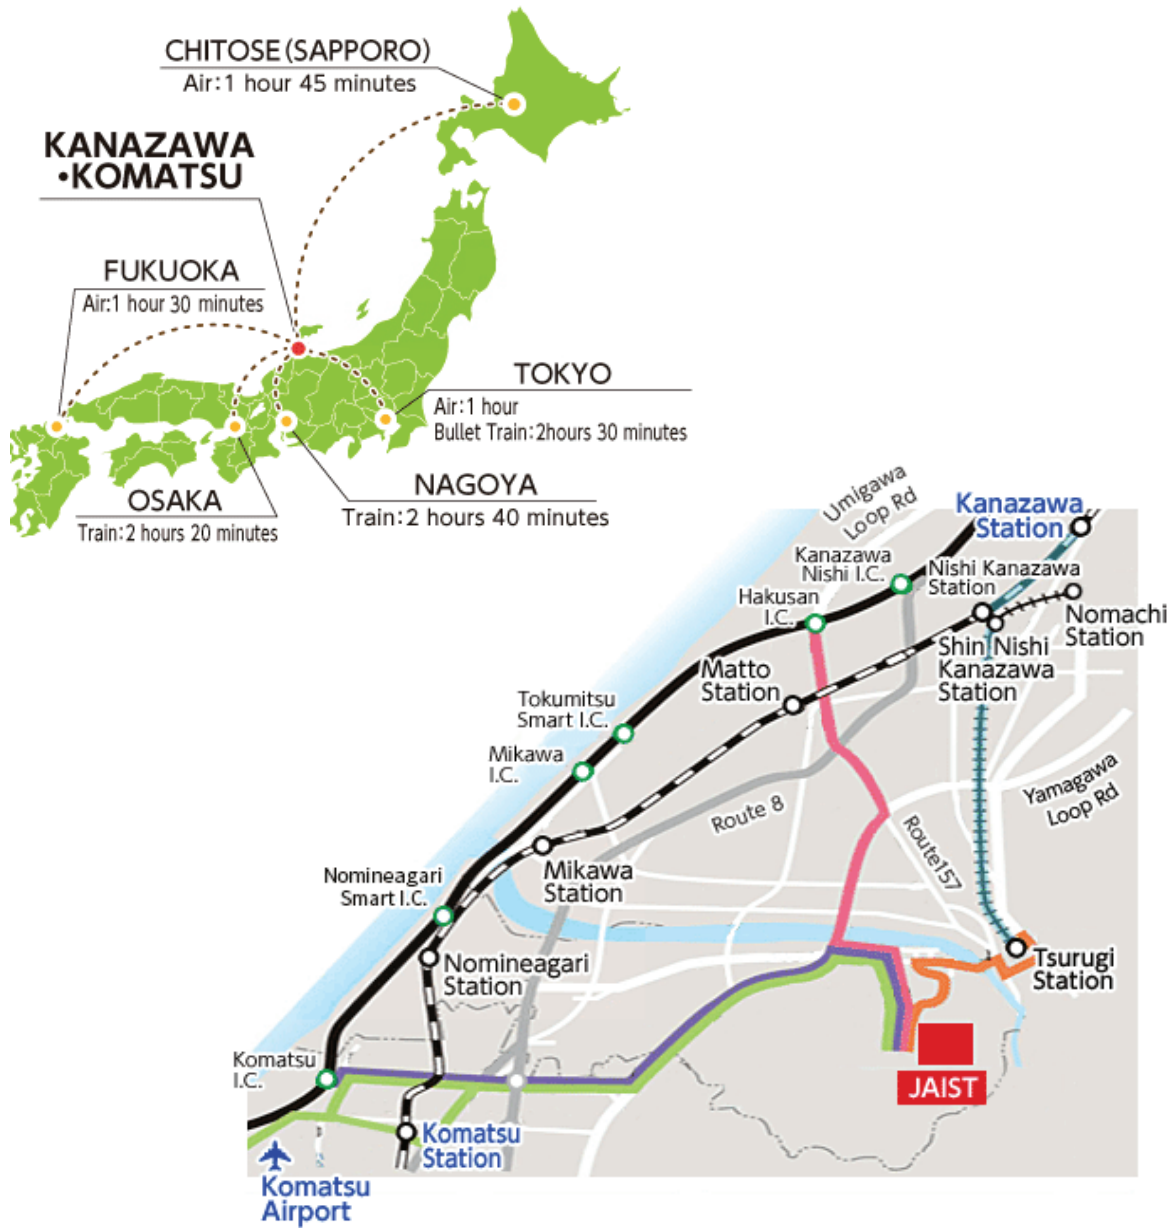 CHITOSE (SAPPORO)
Air:1 hour 45 minutes
KANAZAWA
・KOMATSU
FUKUOKA
Air:1 hour 30 minutes
TOKYO
Air:1 hour
Bullet Train:2hours 30 minutes
NAGOYA
Train:2 hours 40 minutes
OSAKA
Train:2 hours 20 minutes
Umigawa
Loop Rd
Kanazawa
Station
Kanazawa
Nishi I.C.
Nishi Kanazawa
Station
Hakusan
I.C.
Nomachi
Station
Shin Nishi
Kanazawa
Station
Matto
Station
Tokumitsu
Smart I.C.
Mikawa
I.C.
Yamagawa
Loop Rd
Route 8
Route157
Mikawa
Station
Nomineagari
Smart I.C.
Nomineagari
Station
Tsurugi
Station
Komatsu
I.C.
JAIST
Komatsu
Station
Komatsu
Airport